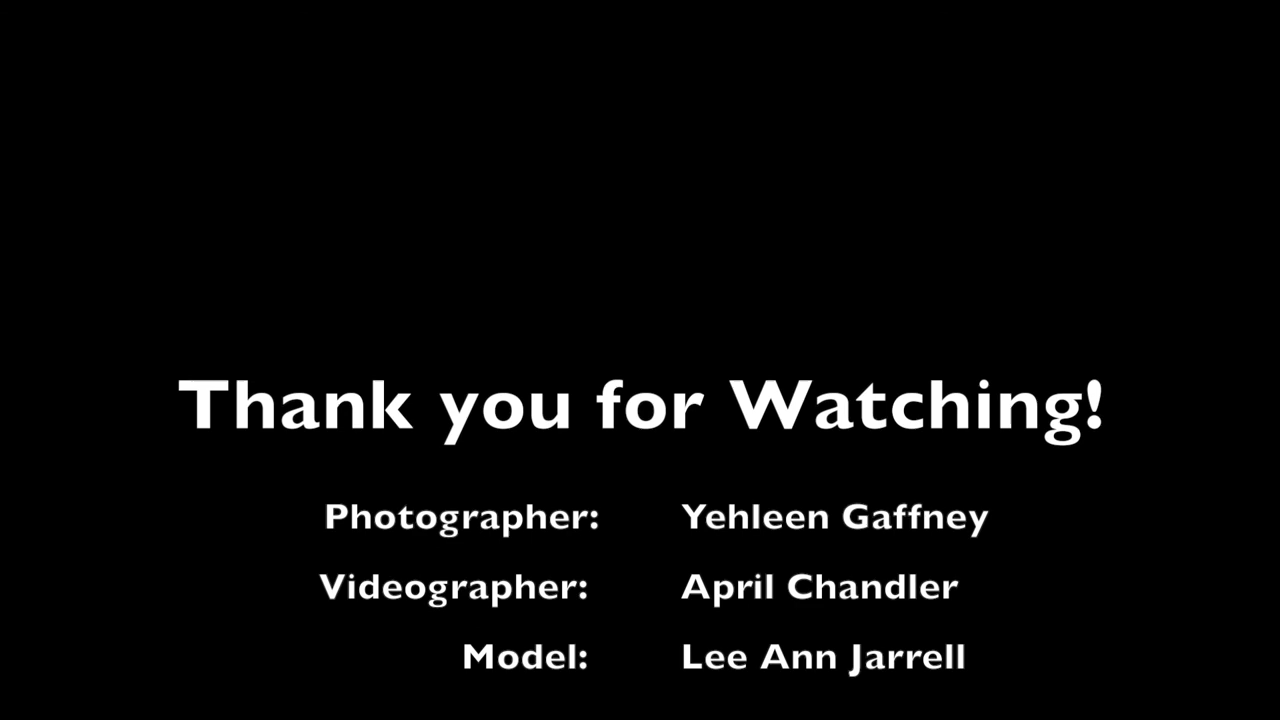 Thank you for Watching!
Photographer: Yehleen Gaffney
Videographer: April Chandler
Model: Lee Ann Jarrell